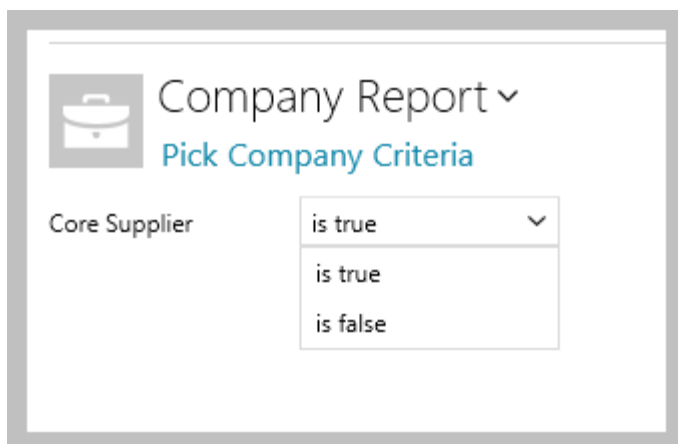 Company Report
Pick Company Criteria
Core Supplier is true
is true
is false